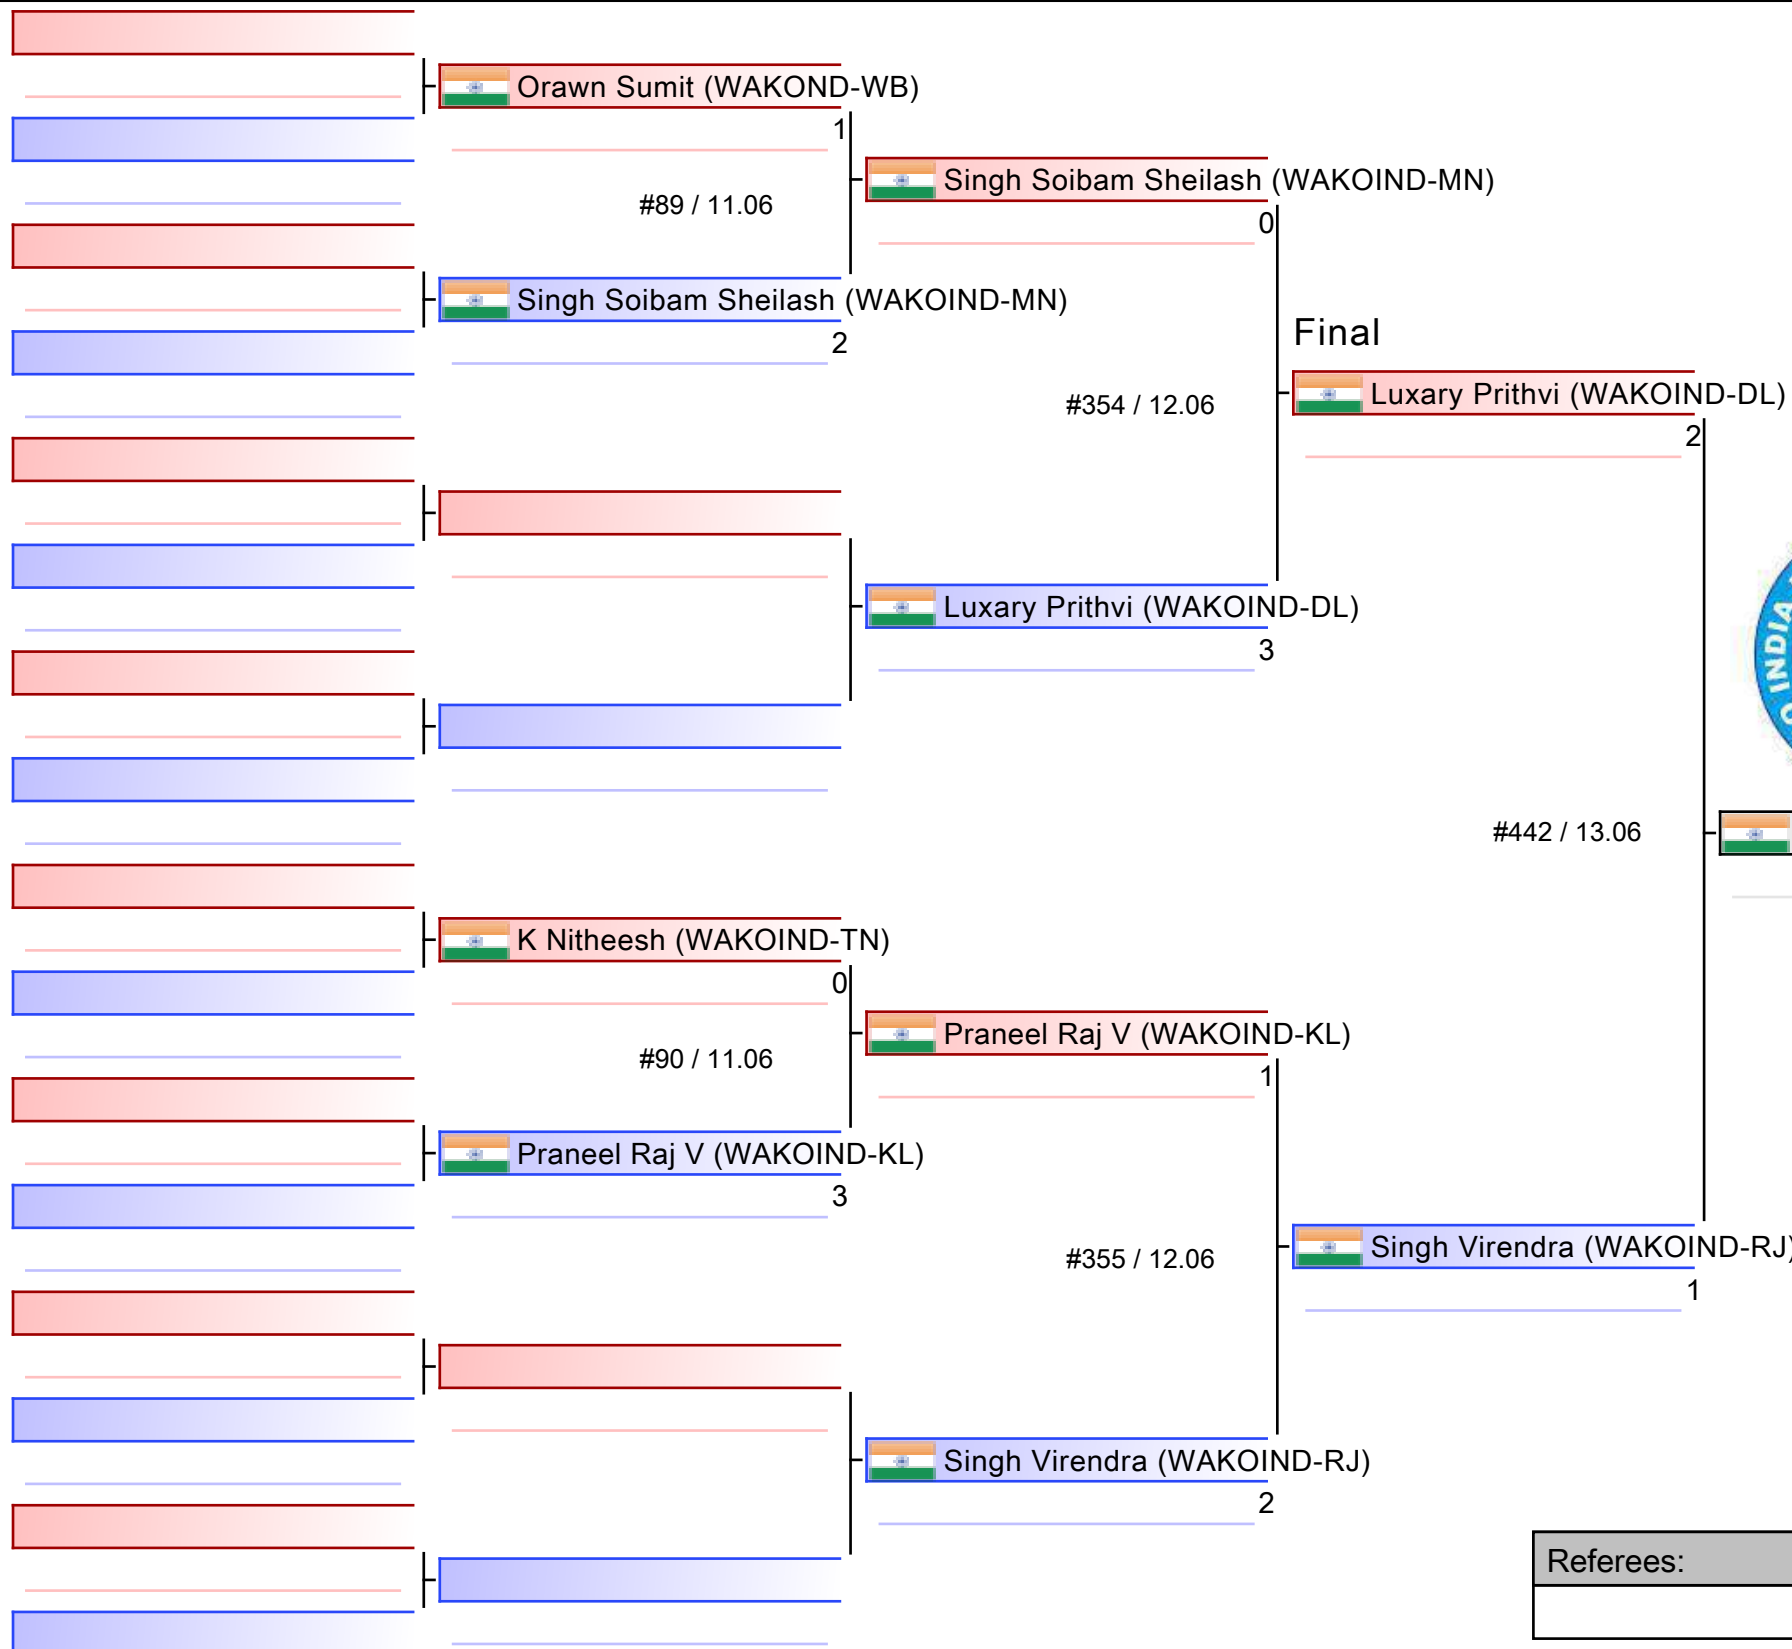 Orawn Sumit (WAKOND-WB)
1
#89 / 11.06
Singh Soibam Sheilash (WAKOIND-MN)
2
Singh Soibam Sheilash (WAKOIND-MN)
0
#354 / 12.06
Luxary Prithvi (WAKOIND-DL)
3
Final
Luxary Prithvi (WAKOIND-DL)
2
INDIA
#442 / 13.06
K Nitheesh (WAKOIND-TN)
0
#90 / 11.06
Praneel Raj V (WAKOIND-KL)
3
Praneel Raj V (WAKOIND-KL)
1
#355 / 12.06
Singh Virendra (WAKOIND-RJ)
2
Singh Virendra (WAKOIND-RJ)
1
Referees: